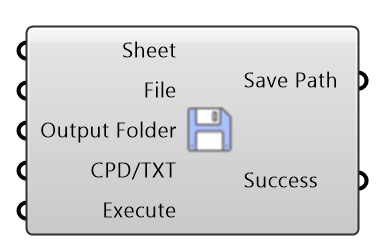 Sheet
File
Output Folder
CPD/TXT
Execute
Save Path
Success